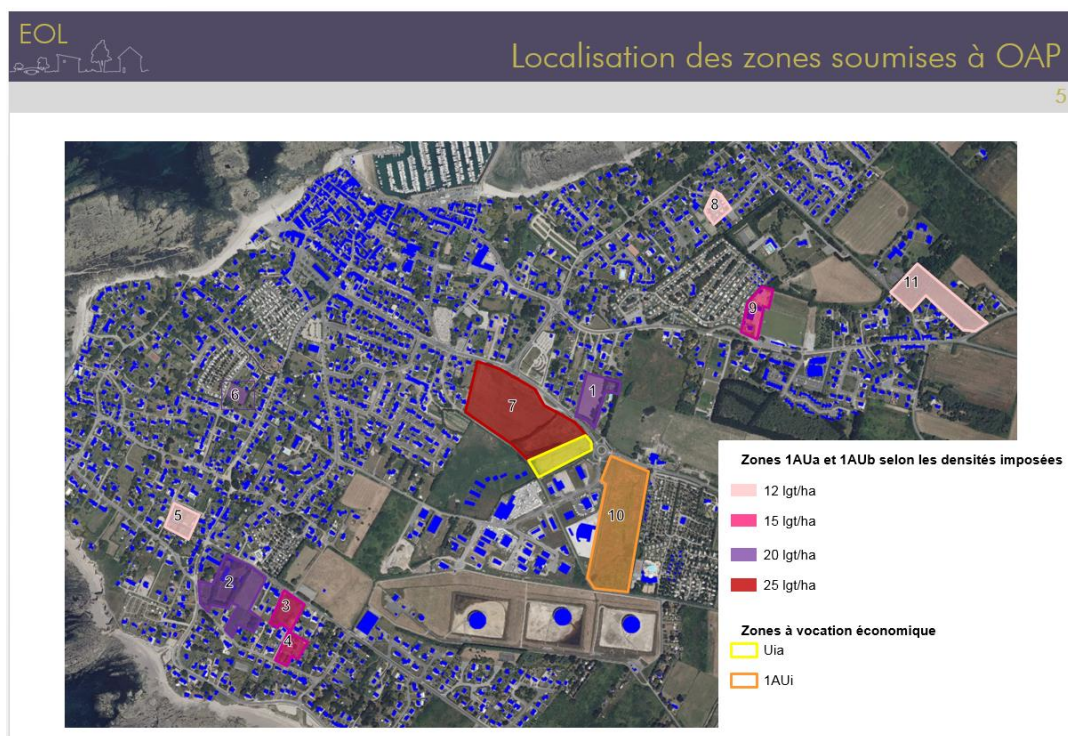 EOL
Localisation des zones soumises à OAP
5
8
11
9
1
7
6
10
5
2
3
4
Zones 1AUa et 1AUb selon les densités imposées
12 lgt/ha
15 lgt/ha
20 lgt/ha
25 lgt/ha
Zones à vocation économique
Uia
1AUi